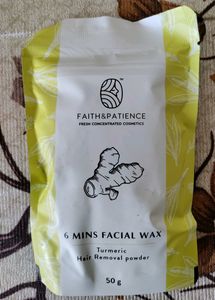 FAITH&PATIENCE
FRESH CONCENTRATED COSMETICS
6 MINS FACIAL WAX
Turmeric
Hair Removal powder
50 g